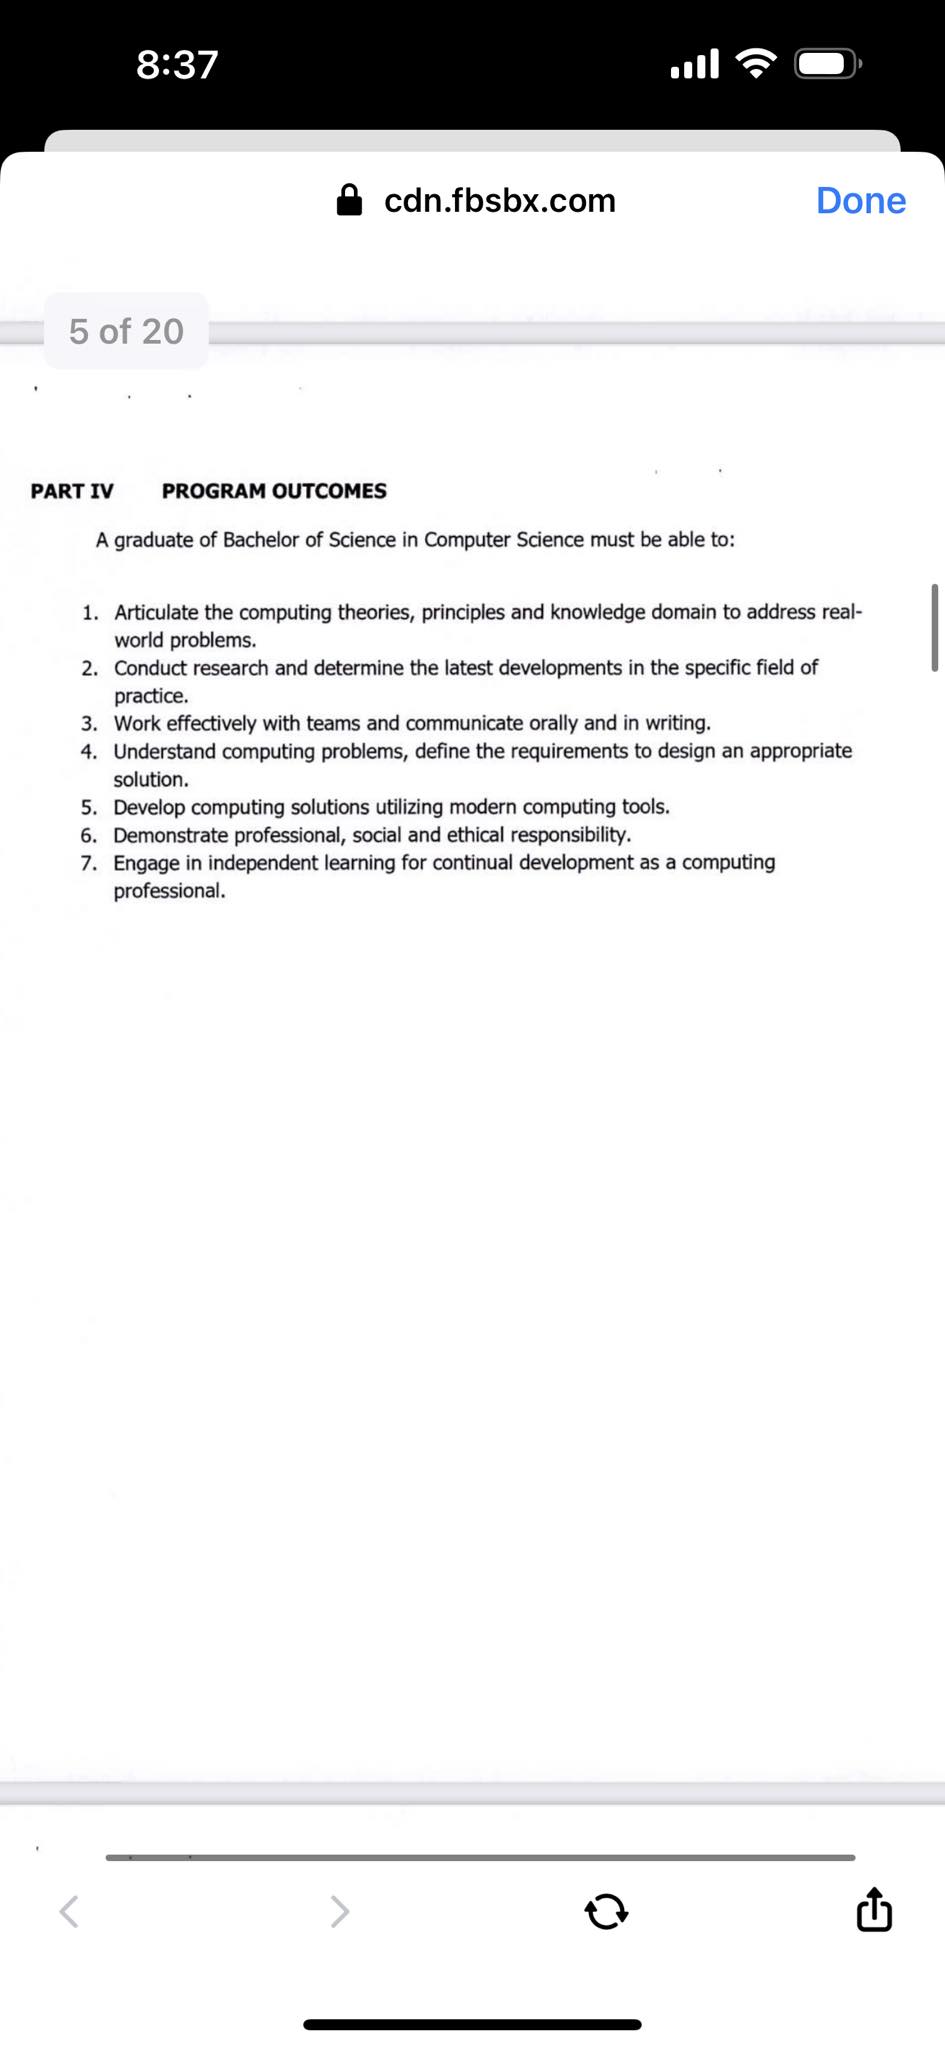 8:37
cdn.fbsbx.com
Done
5 of 20
PART IV PROGRAM OUTCOMES
A graduate of Bachelor of Science in Computer Science must be able to:
1. Articulate the computing theories, principles and knowledge domain to address real-
world problems.
2. Conduct research and determine the latest developments in the specific field of
practice.
3. Work effectively with teams and communicate orally and in writing.
4. Understand computing problems, define the requirements to design an appropriate
solution.
5. Develop computing solutions utilizing modern computing tools.
6. Demonstrate professional, social and ethical responsibility.
7. Engage in independent learning for continual development as a computing
professional.